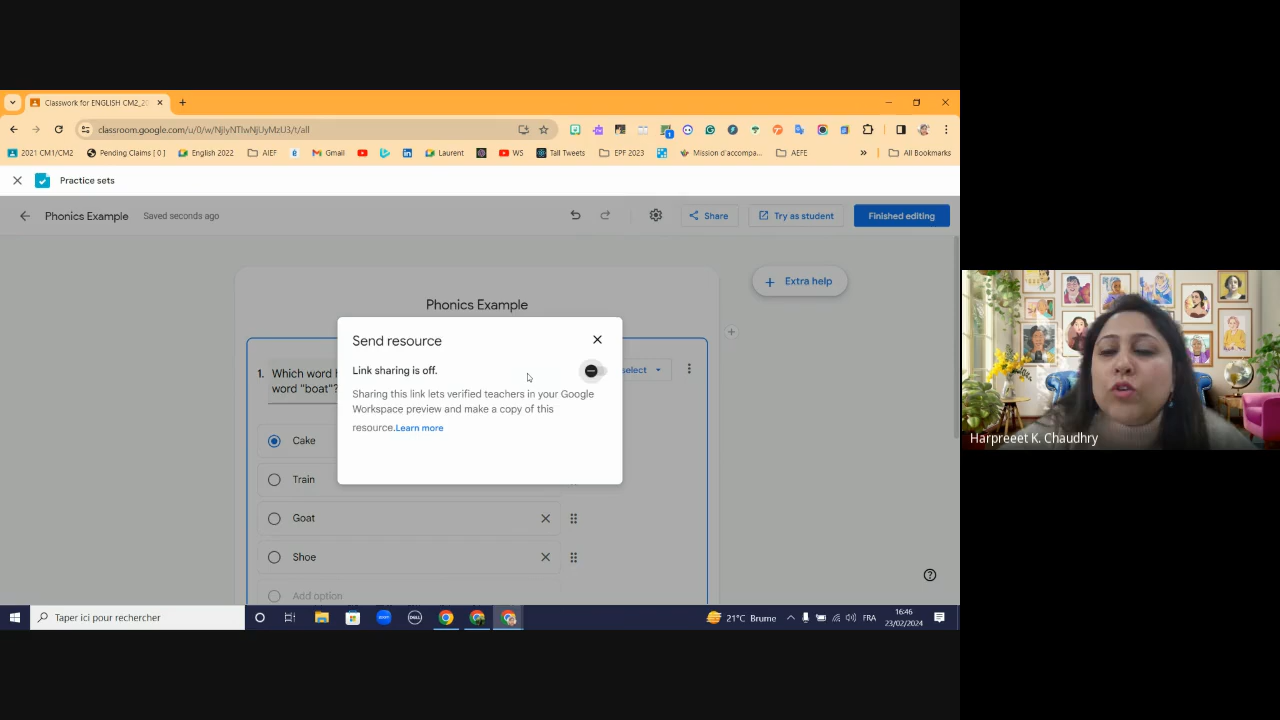 Classwork for ENGLISH CM2_2
classroom.google.com/u/0/w/NjIyNTIwNjUyMzU3/t/all
2021 CM1/CM2
Pending Claims [ 0 ]
English 2022
AIEF
Gmail
Laurent
WS
Tall Tweets
EPF 2023
Mission d'accompa...
AEFE
All Bookmarks
Practice sets
Phonics Example
Saved seconds ago
Share
Try as student
Finished editing
Extra help
Phonics Example
Send resource
Link sharing is off.
Sharing this link lets verified teachers in your Google
Workspace preview and make a copy of this
resource.Learn more
1. Which word
word "boat"?
select
Cake
Train
Goat
Shoe
Add option
Harpreeet K. Chaudhry
Taper ici pour rechercher
21°C Brume
FRA
16:46
23/02/2024